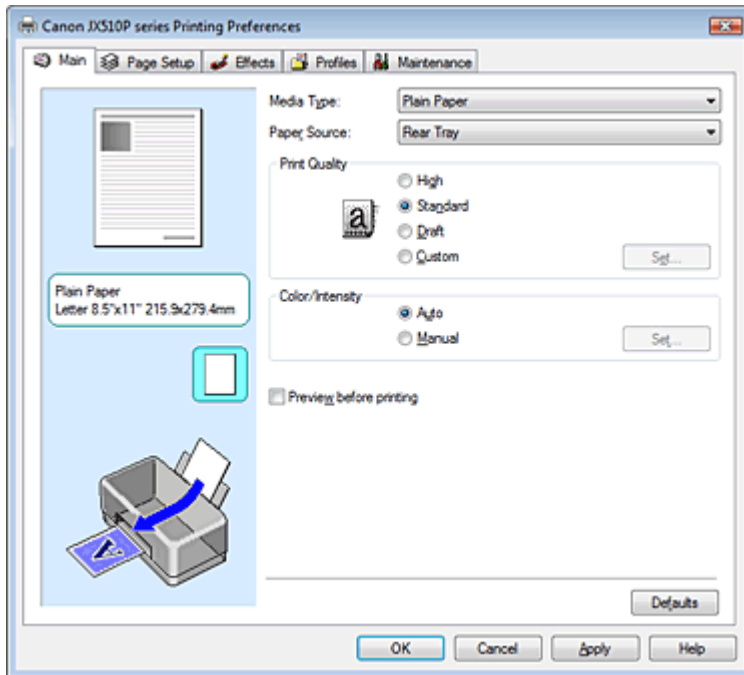 Canon JX510P series Printing Preferences
Main Page Setup Effects Profiles Maintenance
Media Type: Plain Paper
Paper Source: Rear Tray
Print Quality
High
a Standard
Draft
Custom Set...
Plain Paper
Letter 8.5"x11" 215.9x279.4mm
Color/Intensity
Auto
Manual Set...
Preview before printing
A
Defaults
OK Cancel Apply Help